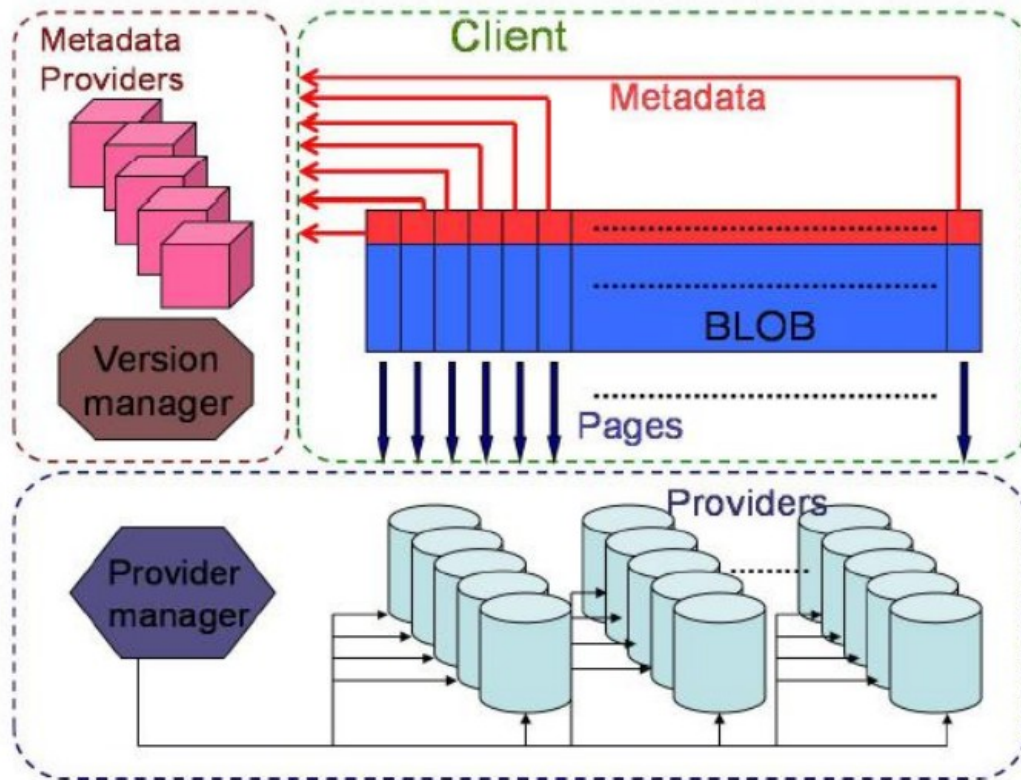 Metadata
Providers
Client
Metadata
BLOB
Version
manager
Pages
Providers
Provider
manager